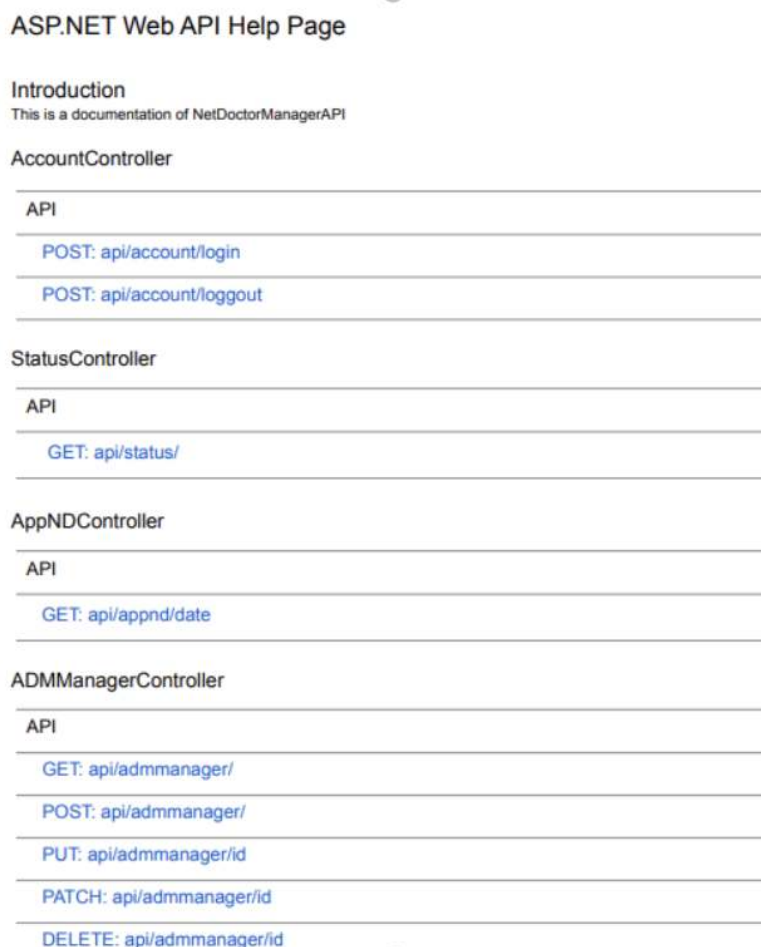 ASP.NET Web API Help Page
Introduction
This is a documentation of NetDoctorManagerAPI
AccountController
API
POST: api/account/login
POST: api/account/loggout
StatusController
API
GET: api/status/
AppNDController
API
GET: api/appnd/date
ADMManagerController
API
GET: api/admmanager/
POST: api/admmanager/
PUT: api/admmanager/id
PATCH: api/admmanager/id
DELETE: api/admmanager/id